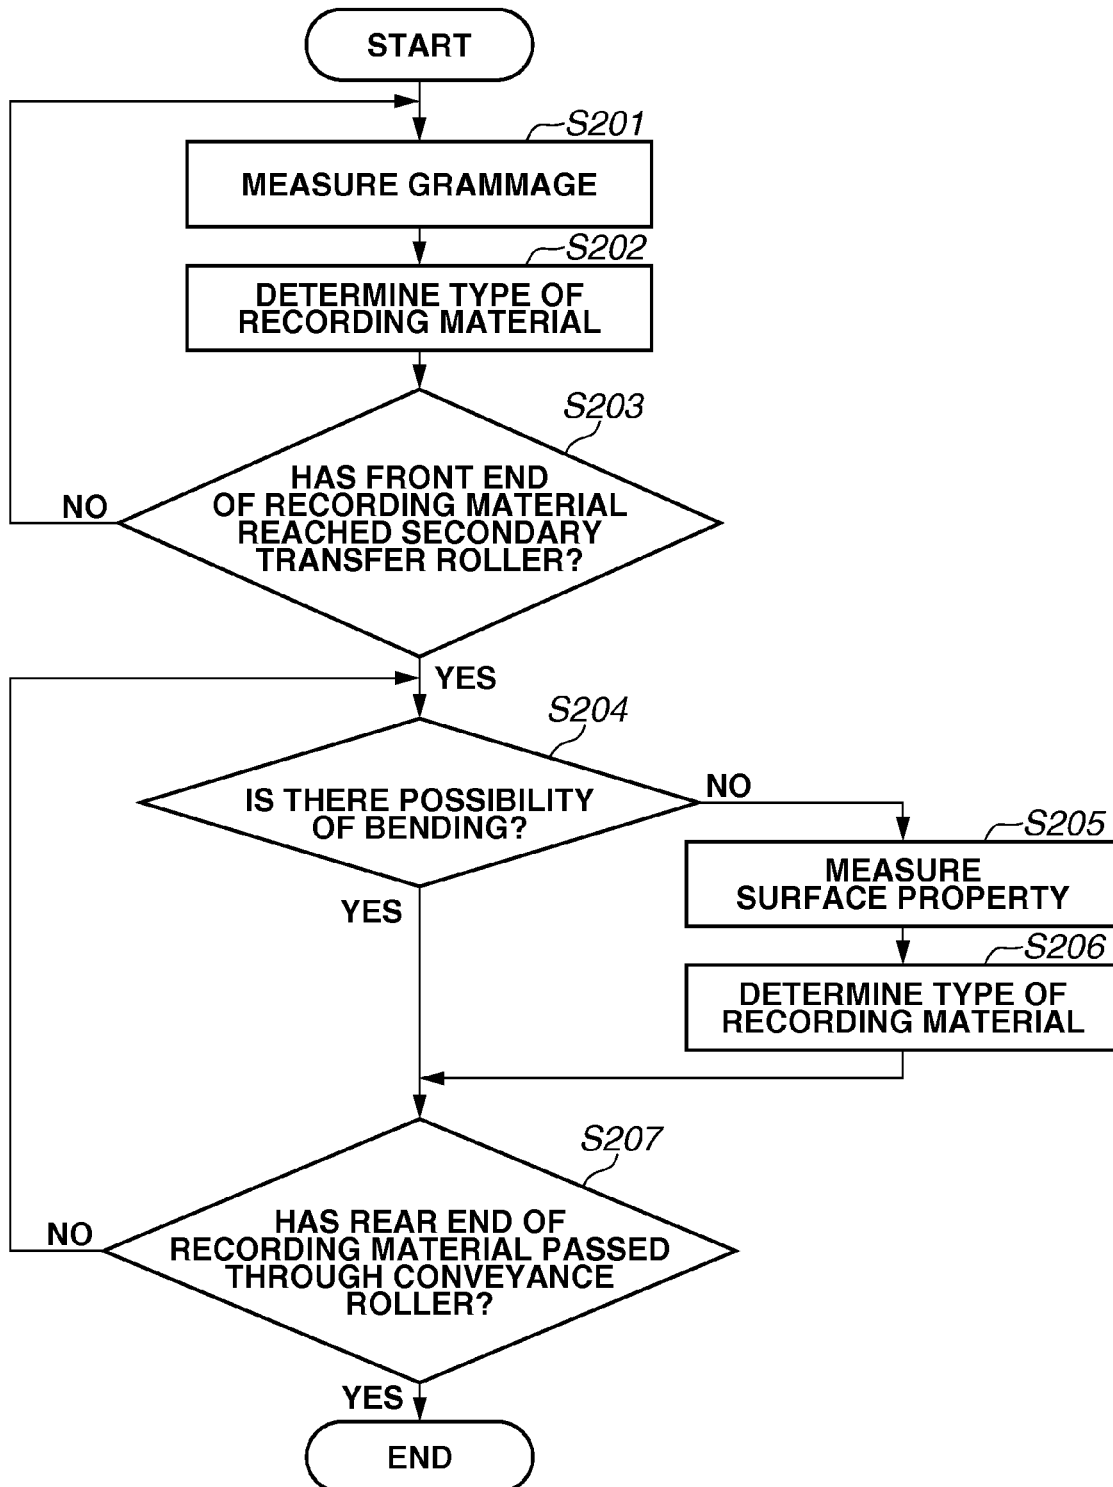 START
S201
MEASURE GRAMMAGE
S202
DETERMINE TYPE OF
RECORDING MATERIAL
S203
HAS FRONT END
OF RECORDING MATERIAL
REACHED SECONDARY
TRANSFER ROLLER?
NO
YES
S204
IS THERE POSSIBILITY
OF BENDING?
NO
YES
S205
MEASURE
SURFACE PROPERTY
S206
DETERMINE TYPE OF
RECORDING MATERIAL
S207
HAS REAR END OF
RECORDING MATERIAL PASSED
THROUGH CONVEYANCE
ROLLER?
NO
YES
END